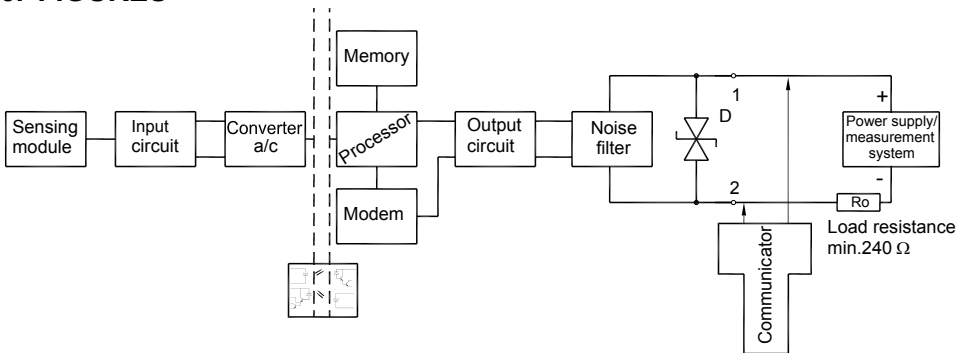 Memory
Sensing
module
Input
circuit
Converter
a/c
Processor
Output
circuit
Noise
filter
1
D
+
Power supply/
measurement
system
-
2
Ro
Modem
Load resistance
min.240 Ω
Communicator